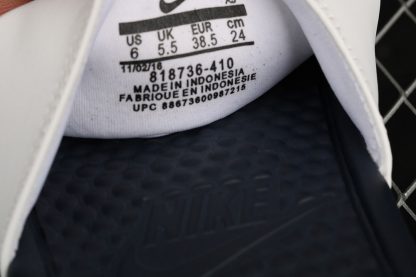 US UK EUR cm
6 5.5 38.5 24
11/02/16
818736-410
MADE IN INDONESIA
FABRIQUE EN INDONESIE
UPC 88673600987215
NIKE